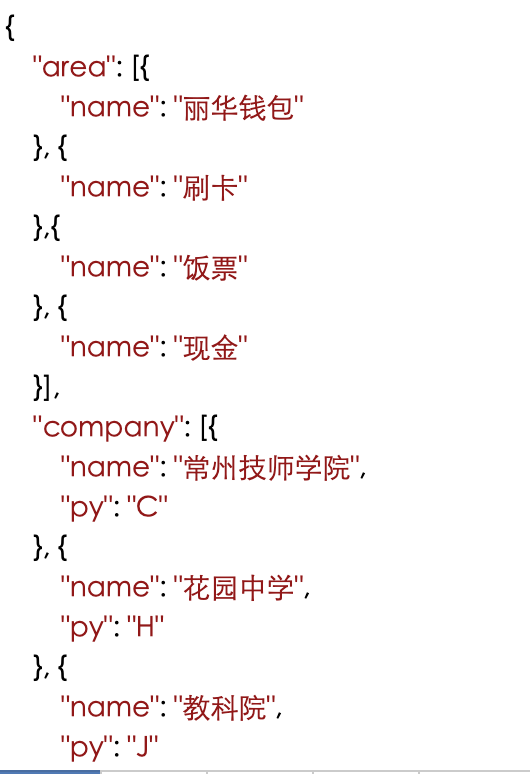 {
"area": [{
"name": "丽华钱包"
}, {
"name": "刷卡"
},{
"name": "饭票"
}, {
"name": "现金"
}],
"company": [{
"name": "常州技师学院",
"py": "C"
}, {
"name": "花园中学",
"py": "H"
}, {
"name": "教科院",
"py": "J"